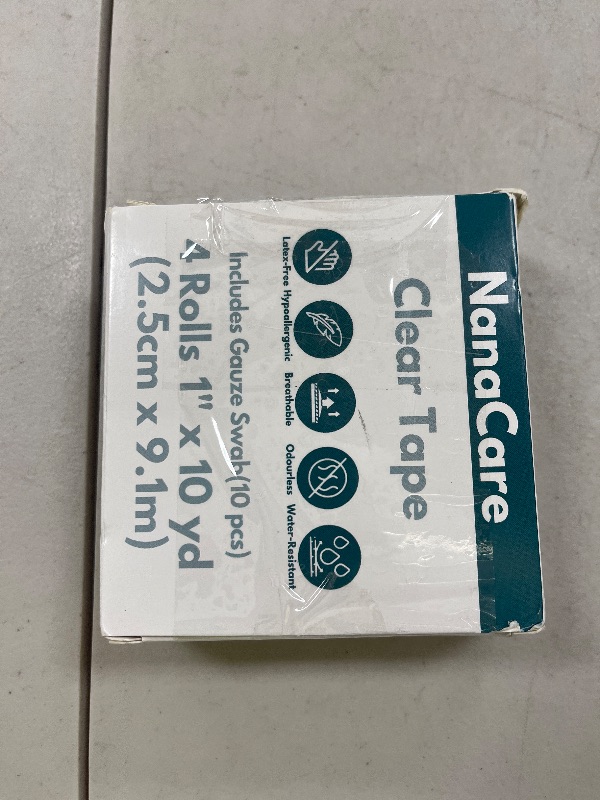 NanaCare
Clear Tape
Latex-Free Hypoallergenic Breathable Odourless Water-Resistant
Includes Gauze Swab(10 pcs)
4 Rolls 1" x 10 yd
(2.5cm x 9.1m)